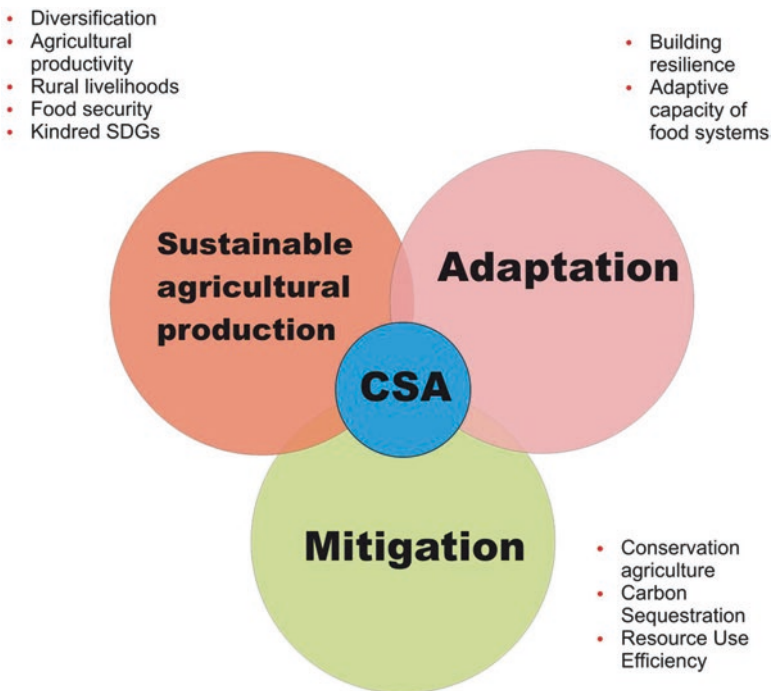 • Diversification
• Agricultural
productivity
• Rural livelihoods
• Food security
• Kindred SDGs
• Building
resilience
• Adaptive
capacity of
food systems
Sustainable
agricultural
production
Adaptation
CSA
Mitigation
• Conservation
agriculture
• Carbon
Sequestration
• Resource Use
Efficiency